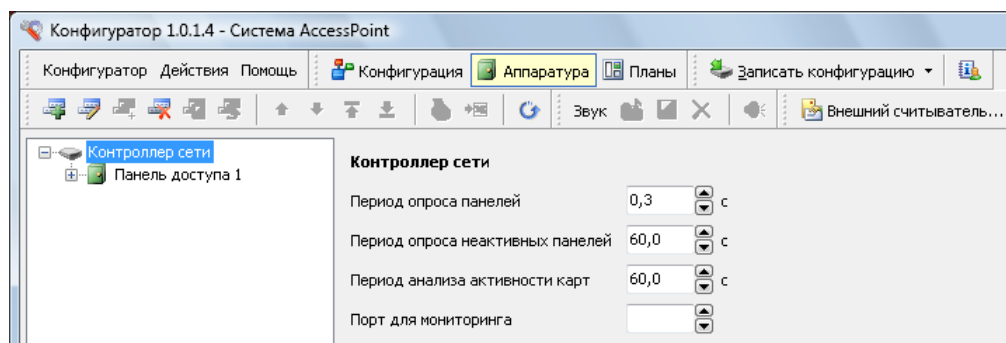 Конфигуратор 1.0.1.4 - Система AccessPoint
Конфигуратор Действия Помощь Конфигурация Аппаратура Планы Записать конфигурацию
Звук Внешний считыватель...
Контроллер сети
Панель доступа 1
Контроллер сети
Период опроса панелей 0,3 с
Период опроса неактивных панелей 60,0 с
Период анализа активности карт 60,0 с
Порт для мониторинга